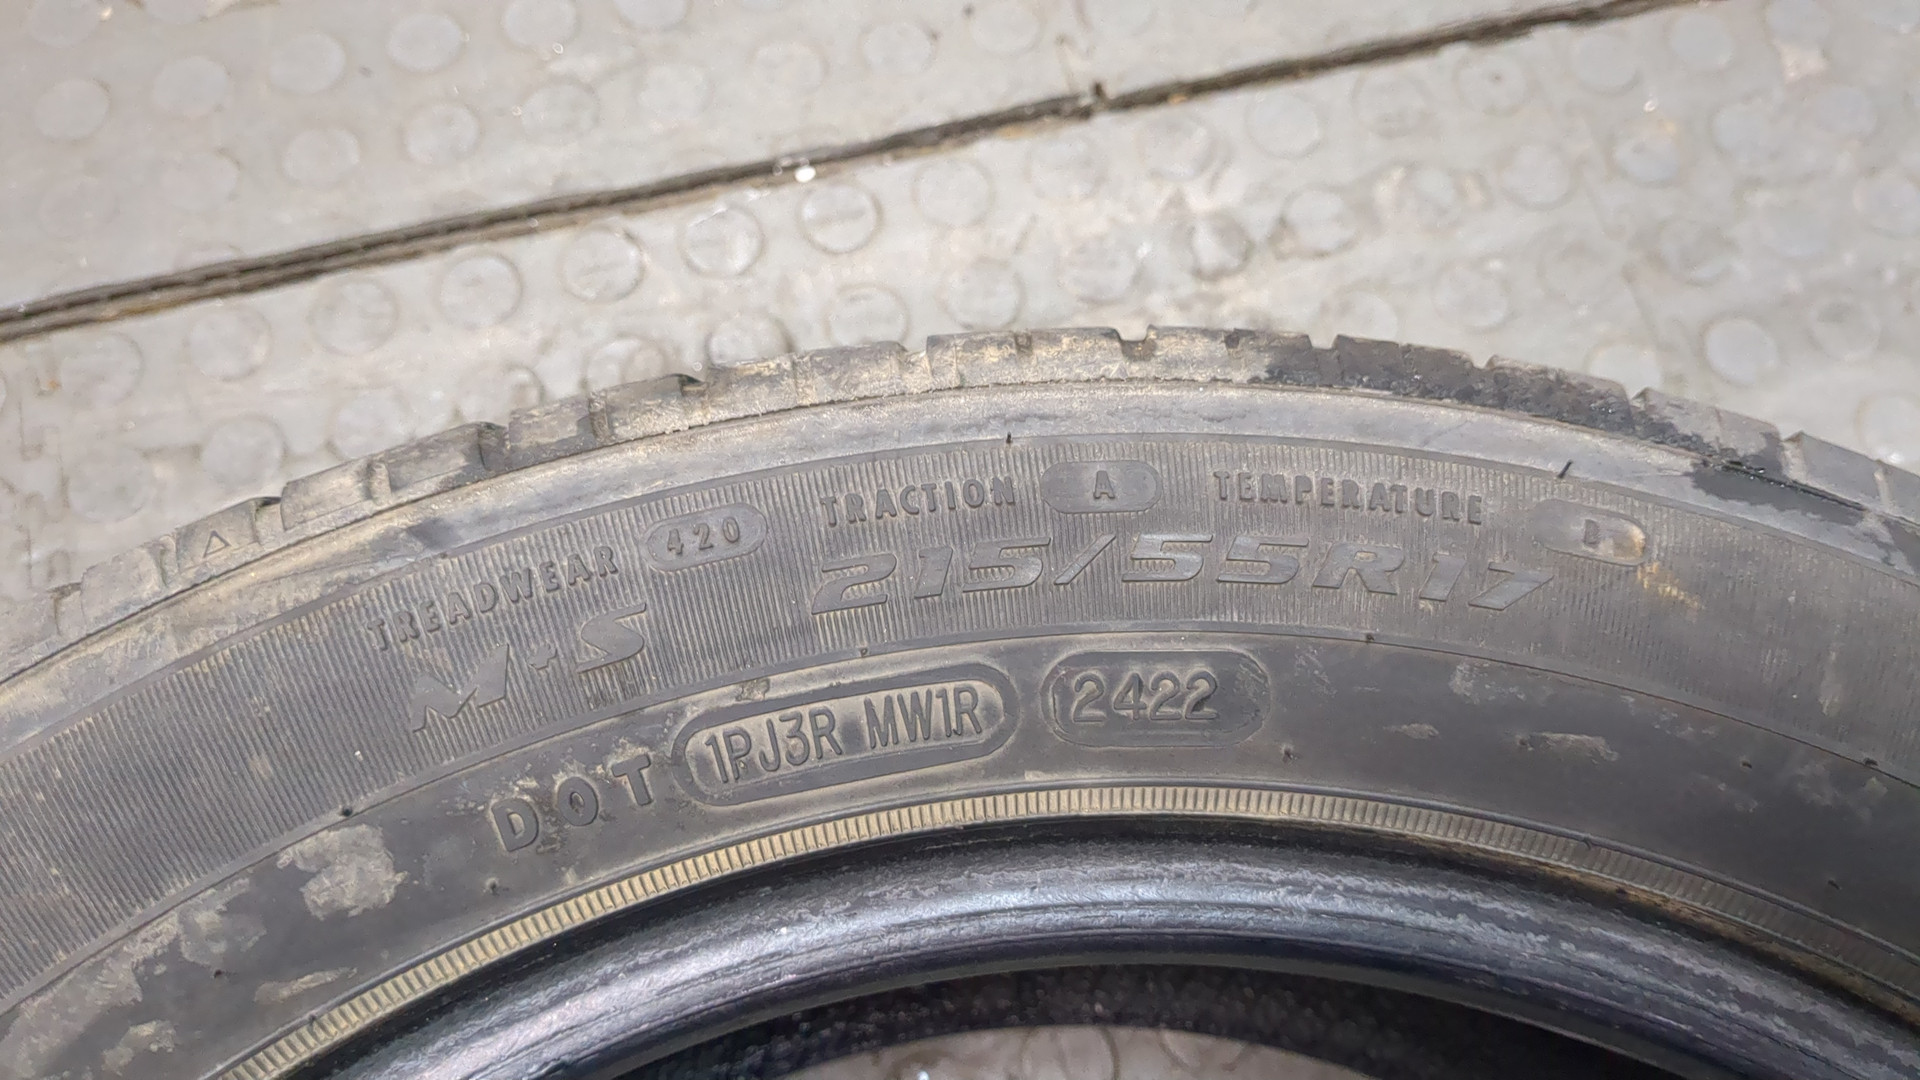 TREADWEAR 420 TRACTION A TEMPERATURE
M+S 215/55R17
DOT 1PJ3R MW1R 2422